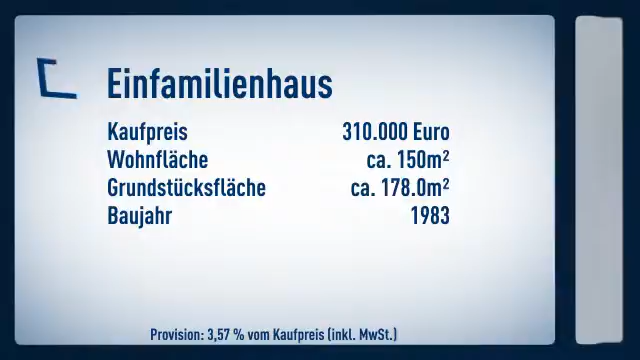 Einfamilienhaus
Kaufpreis 310.000 Euro
Wohnfläche ca. 150m²
Grundstücksfläche ca. 178.0m²
Baujahr 1983
Provision: 3,57 % vom Kaufpreis (inkl. MwSt.)